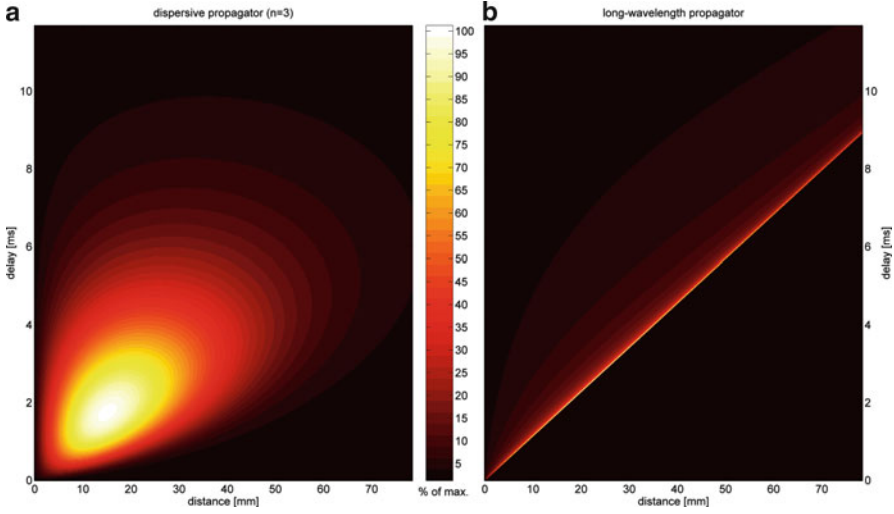 a
dispersive propagator (n=3)
b
long-wavelength propagator
10
8
6
4
2
0
delay [ms]
0 10 20 30 40 50 60 70
distance [mm]
100
95
90
85
80
75
70
65
60
55
50
45
40
35
30
25
20
15
10
5
% of max.
0 10 20 30 40 50 60 70
distance [mm]
10
8
6
4
2
0
delay [ms]